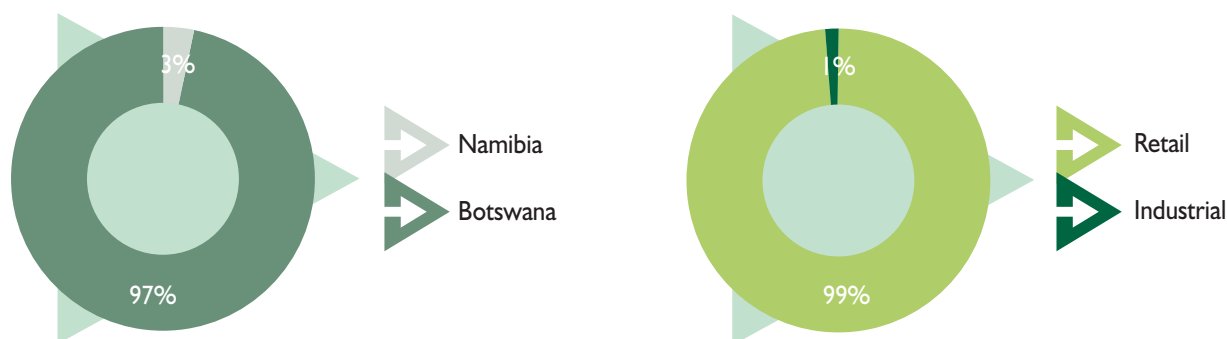 3%
Namibia
Botswana
97%
1%
Retail
Industrial
99%